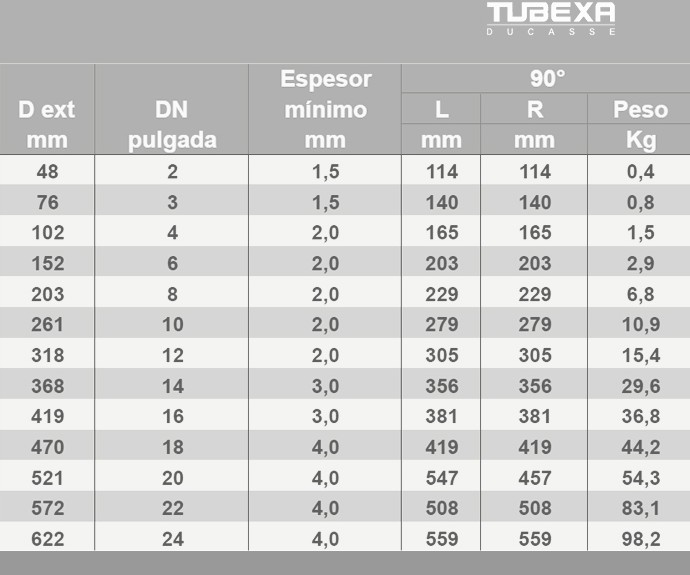 TUBEXA
DUCASSE
Espesor 90°
D ext DN mínimo L R Peso
mm pulgada mm mm mm Kg
48 2 1,5 114 114 0,4
76 3 1,5 140 140 0,8
102 4 2,0 165 165 1,5
152 6 2,0 203 203 2,9
203 8 2,0 229 229 6,8
261 10 2,0 279 279 10,9
318 12 2,0 305 305 15,4
368 14 3,0 356 356 29,6
419 16 3,0 381 381 36,8
470 18 4,0 419 419 44,2
521 20 4,0 547 457 54,3
572 22 4,0 508 508 83,1
622 24 4,0 559 559 98,2